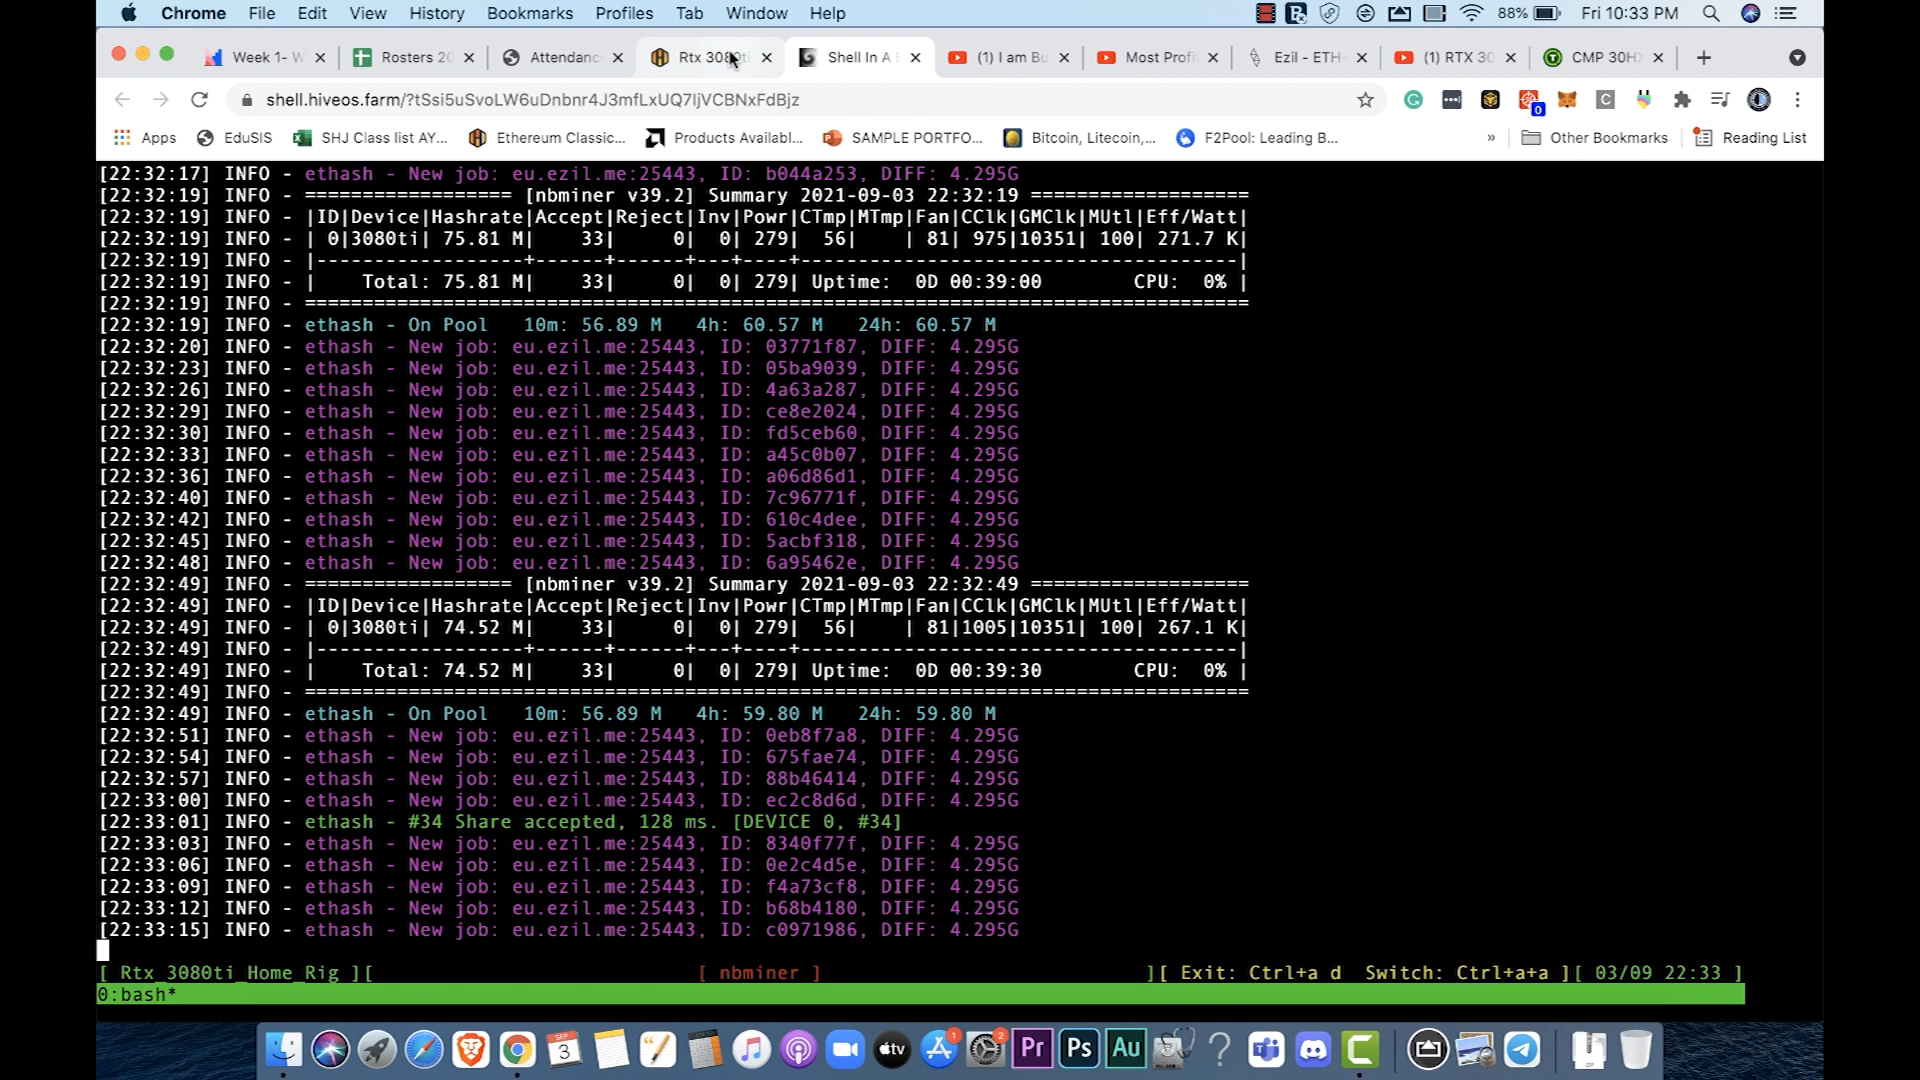 Chrome File Edit View History Bookmarks Profiles Tab Window Help 88% Fri 10:33 PM
Week 1- W Rosters 20 Attendanc Rtx 3080ti Shell In A B (1) I am Bu Most Profi Ezil - ETH (1) RTX 30 CMP 30HX
shell.hiveos.farm/?tSsi5uSvoLW6uDnbnr4J3mfLxUQ7ljVCBNxFdBjz 0
Apps EduSIS SHJ Class list AY... Ethereum Classic... Products Availabl... SAMPLE PORTFO... Bitcoin, Litecoin,... F2Pool: Leading B... » Other Bookmarks Reading List
[22:32:17] INFO - ethash - New job: eu.ezil.me:25443, ID: b044a253, DIFF: 4.295G
[22:32:19] INFO - ================== [nbminer v39.2] Summary 2021-09-03 22:32:19 ===================
[22:32:19] INFO - |ID|Device|Hashrate|Accept|Reject|Inv|Powr|CTmp|MTmp|Fan|CClk|GMClk|MUtl|Eff/Watt|
[22:32:19] INFO - | 0|3080ti| 75.81 M| 33| 0| 0| 279| 56| | 81| 975|10351| 100| 271.7 K|
[22:32:19] INFO - |------------------+------+------+---+----+---------------------------------------|
[22:32:19] INFO - | Total: 75.81 M| 33| 0| 0| 279| Uptime: 0D 00:39:00 CPU: 0% |
[22:32:19] INFO - ==================================================================================
[22:32:19] INFO - ethash - On Pool 10m: 56.89 M 4h: 60.57 M 24h: 60.57 M
[22:32:20] INFO - ethash - New job: eu.ezil.me:25443, ID: 03771f87, DIFF: 4.295G
[22:32:23] INFO - ethash - New job: eu.ezil.me:25443, ID: 05ba9039, DIFF: 4.295G
[22:32:26] INFO - ethash - New job: eu.ezil.me:25443, ID: 4a63a287, DIFF: 4.295G
[22:32:29] INFO - ethash - New job: eu.ezil.me:25443, ID: ce8e2024, DIFF: 4.295G
[22:32:30] INFO - ethash - New job: eu.ezil.me:25443, ID: fd5ceb60, DIFF: 4.295G
[22:32:33] INFO - ethash - New job: eu.ezil.me:25443, ID: a45c0b07, DIFF: 4.295G
[22:32:36] INFO - ethash - New job: eu.ezil.me:25443, ID: a06d86d1, DIFF: 4.295G
[22:32:40] INFO - ethash - New job: eu.ezil.me:25443, ID: 7c96771f, DIFF: 4.295G
[22:32:42] INFO - ethash - New job: eu.ezil.me:25443, ID: 610c4dee, DIFF: 4.295G
[22:32:45] INFO - ethash - New job: eu.ezil.me:25443, ID: 5acbf318, DIFF: 4.295G
[22:32:48] INFO - ethash - New job: eu.ezil.me:25443, ID: 6a95462e, DIFF: 4.295G
[22:32:49] INFO - ================== [nbminer v39.2] Summary 2021-09-03 22:32:49 ===================
[22:32:49] INFO - |ID|Device|Hashrate|Accept|Reject|Inv|Powr|CTmp|MTmp|Fan|CClk|GMClk|MUtl|Eff/Watt|
[22:32:49] INFO - | 0|3080ti| 74.52 M| 33| 0| 0| 279| 56| | 81|1005|10351| 100| 267.1 K|
[22:32:49] INFO - |------------------+------+------+---+----+---------------------------------------|
[22:32:49] INFO - | Total: 74.52 M| 33| 0| 0| 279| Uptime: 0D 00:39:30 CPU: 0% |
[22:32:49] INFO - ==================================================================================
[22:32:49] INFO - ethash - On Pool 10m: 56.89 M 4h: 59.80 M 24h: 59.80 M
[22:32:51] INFO - ethash - New job: eu.ezil.me:25443, ID: 0eb8f7a8, DIFF: 4.295G
[22:32:54] INFO - ethash - New job: eu.ezil.me:25443, ID: 675fae74, DIFF: 4.295G
[22:32:57] INFO - ethash - New job: eu.ezil.me:25443, ID: 88b46414, DIFF: 4.295G
[22:33:00] INFO - ethash - New job: eu.ezil.me:25443, ID: ec2c8d6d, DIFF: 4.295G
[22:33:01] INFO - ethash - #34 Share accepted, 128 ms. [DEVICE 0, #34]
[22:33:03] INFO - ethash - New job: eu.ezil.me:25443, ID: 8340f77f, DIFF: 4.295G
[22:33:06] INFO - ethash - New job: eu.ezil.me:25443, ID: 0e2c4d5e, DIFF: 4.295G
[22:33:09] INFO - ethash - New job: eu.ezil.me:25443, ID: f4a73cf8, DIFF: 4.295G
[22:33:12] INFO - ethash - New job: eu.ezil.me:25443, ID: b68b4180, DIFF: 4.295G
[22:33:15] INFO - ethash - New job: eu.ezil.me:25443, ID: c0971986, DIFF: 4.295G
[ Rtx_3080ti_Home_Rig ][ [ nbminer ] ][ Exit: Ctrl+a d Switch: Ctrl+a+a ][ 03/09 22:33 ]
0:bash*
SEP 3 tv 1 2 Pr Ps Au ? C